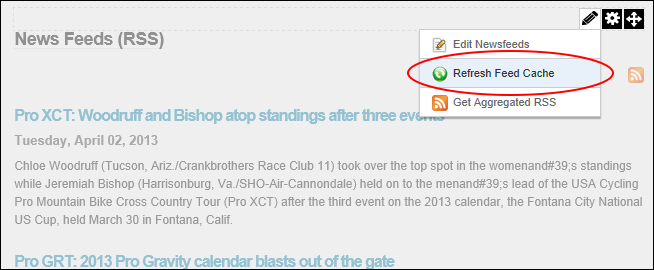 News Feeds (RSS)
Edit Newsfeeds
Refresh Feed Cache
Get Aggregated RSS
Pro XCT: Woodruff and Bishop atop standings after three events
Tuesday, April 02, 2013
Chloe Woodruff (Tucson, Ariz./Crankbrothers Race Club 11) took over the top spot in the womenand#39;s standings
while Jeremiah Bishop (Harrisonburg, Va./SHO-Air-Cannondale) held on to the menand#39;s lead of the USA Cycling
Pro Mountain Bike Cross Country Tour (Pro XCT) after the third event on the 2013 calendar, the Fontana City National
US Cup, held March 30 in Fontana, Calif.
Pro GRT: 2013 Pro Gravity calendar blasts out of the gate